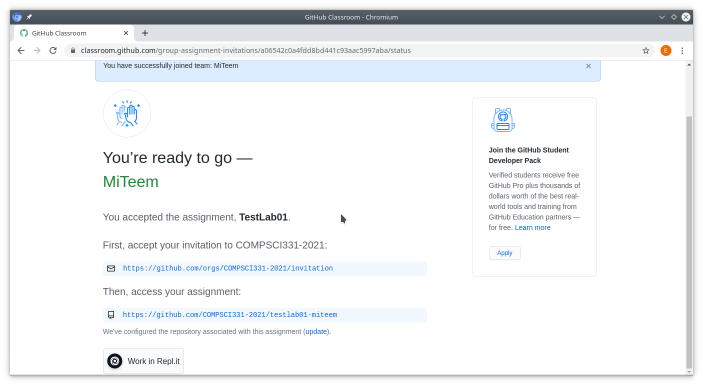 GitHub Classroom - Chromium
GitHub Classroom
classroom.github.com/group-assignment-invitations/a06542c0a4fdd8bd441c93aac5997aba/status
E
You have successfully joined team: MiTeem
You're ready to go —
MiTeem
You accepted the assignment, TestLab01.
First, accept your invitation to COMPSCI331-2021:
https://github.com/orgs/COMPSCI331-2021/invitation
Then, access your assignment:
https://github.com/COMPSCI331-2021/testlab01-miteem
We've configured the repository associated with this assignment (update).
Work in Repl.it
Join the GitHub Student
Developer Pack
Verified students receive free
GitHub Pro plus thousands of
dollars worth of the best real-
world tools and training from
GitHub Education partners —
for free. Learn more
Apply